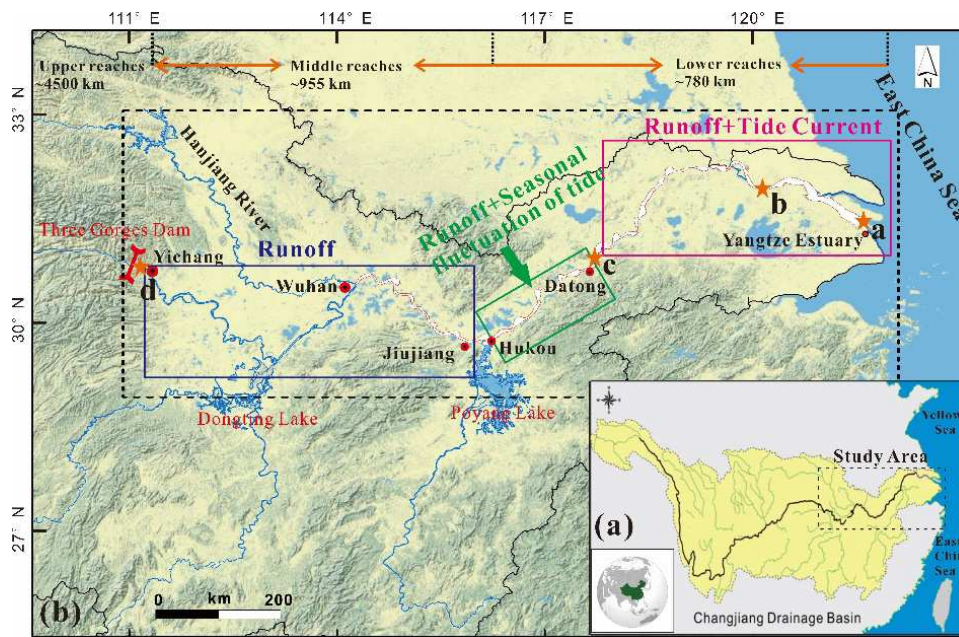 111° E
114° E
117° E
120° E
Upper reaches
~4500 km
Middle reaches
~955 km
Lower reaches
~780 km
N
East China Sea
33° N
30° N
27° N
Hanjiang River
Runoff+Seasonal
fluctuation of tide
Runoff+Tide Current
b
a
Yangtze Estuary
Three Gorges Dam
Yichang
d
Runoff
Wuhan
c
Datong
Jiujiang
Hukou
Dongting Lake
Poyang Lake
(b)
0
km
200
Yellow
Sea
Study Area
(a)
East
China
Sea
Changjiang Drainage Basin